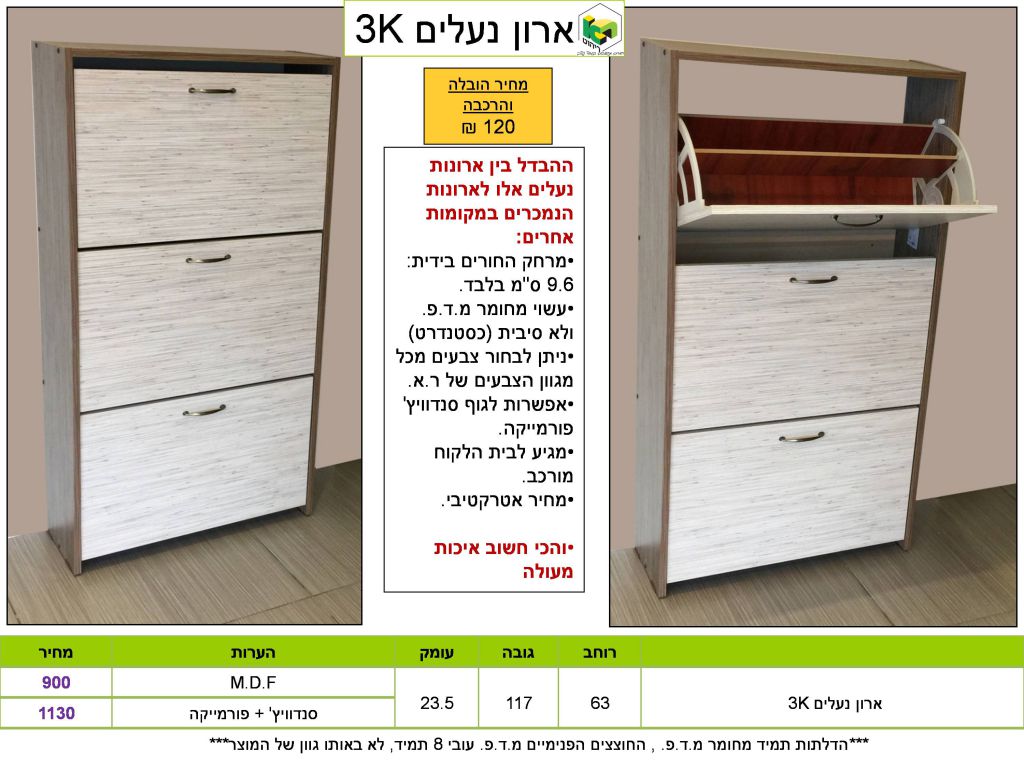 ארון נעלים 3K
מחיר הובלה
והרכבה
120 ₪
ההבדל בין ארונות
נעלים אלו לארונות
הנמכרים במקומות
אחרים:
•מרחק החורים בידית:
9.6 ס"מ בלבד.
•עשוי מחומר מ.ד.פ.
ולא סיבית (כסטנדרט)
•ניתן לבחור צבעים מכל
מגוון הצבעים של ר.א.
•אפשרות לגוף סנדוויץ'
פורמייקה.
•מגיע לבית הלקוח
מורכב.
•מחיר אטרקטיבי.
•והכי חשוב איכות
מעולה
רוחב גובה עומק הערות מחיר
ארון נעלים 3K 63 117 23.5 M.D.F 900
סנדוויץ' + פורמייקה 1130
***הדלתות תמיד מחומר מ.ד.פ. , החוצצים הפנימיים מ.ד.פ. עובי 8 תמיד, לא באותו גוון של המוצר***